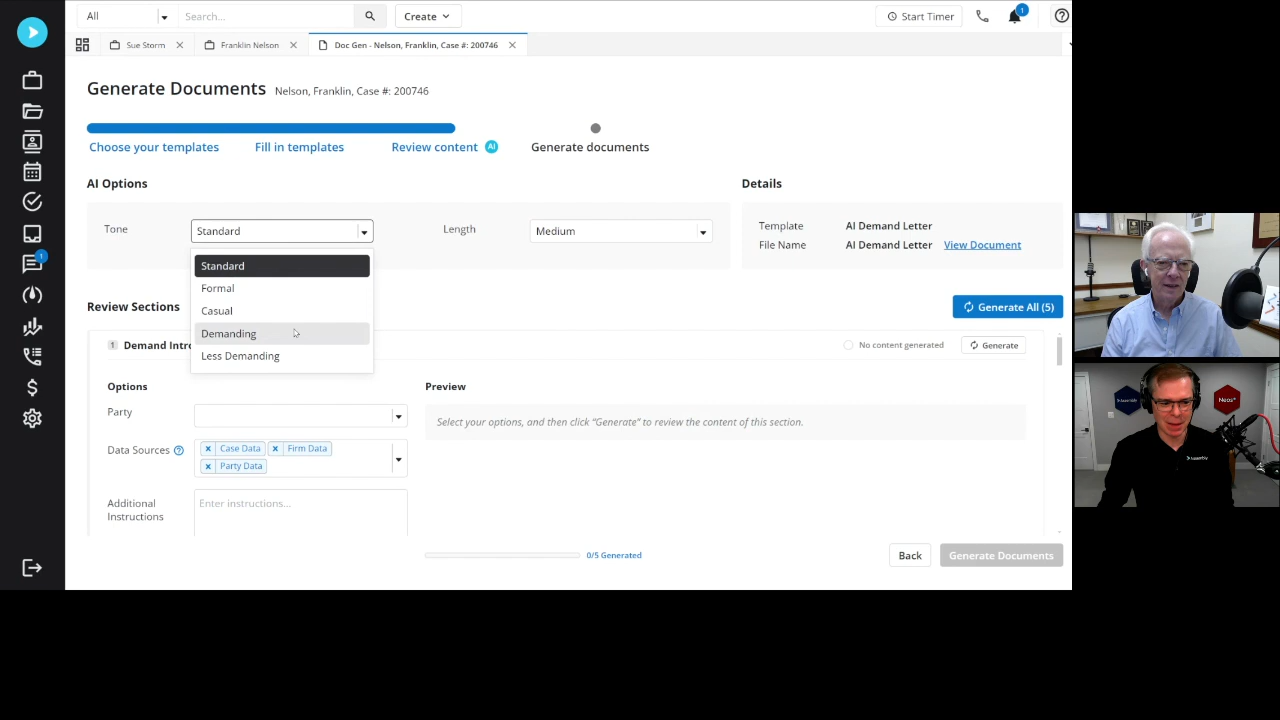 All
Search...
Create
Start Timer
1
Sue Storm
Franklin Nelson
Doc Gen - Nelson, Franklin, Case #: 200746
Generate Documents
Nelson, Franklin, Case #: 200746
Choose your templates
Fill in templates
Review content AI
Generate documents
AI Options
Details
Tone
Standard
Length
Medium
Template
AI Demand Letter
File Name
AI Demand Letter View Document
Standard
Formal
Casual
Demanding
Less Demanding
1
Review Sections
Generate All (5)
1 Demand Intro
No content generated
Generate
Options
Preview
Party
Select your options, and then click “Generate” to review the content of this section.
Data Sources
Case Data
Firm Data
Party Data
Additional
Instructions
Enter instructions...
0/5 Generated
Back
Generate Documents
Neos